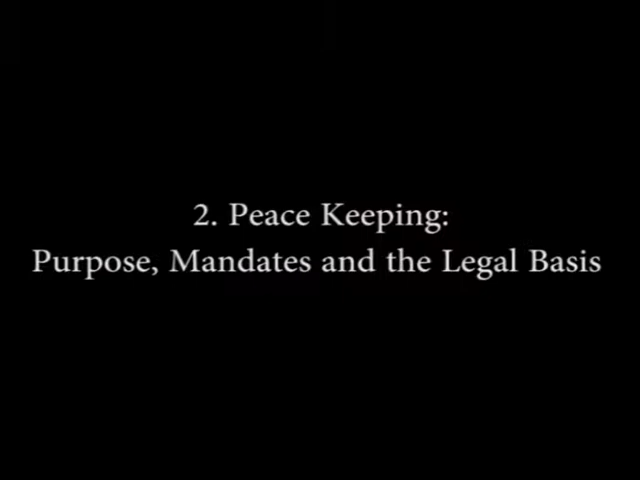 2. Peace Keeping:
Purpose, Mandates and the Legal Basis